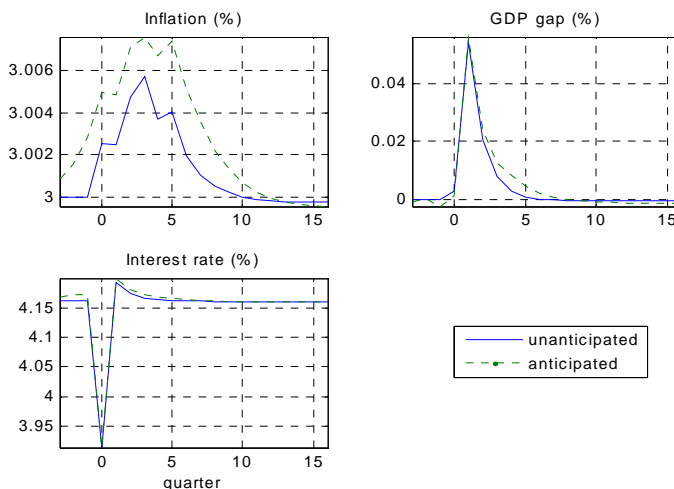 Inflation (%)
3.006
3.004
3.002
3
0 5 10 15
GDP gap (%)
0.04
0.02
0
0 5 10 15
Interest rate (%)
4.15
4.1
4.05
4
3.95
0 5 10 15
quarter
unanticipated
anticipated